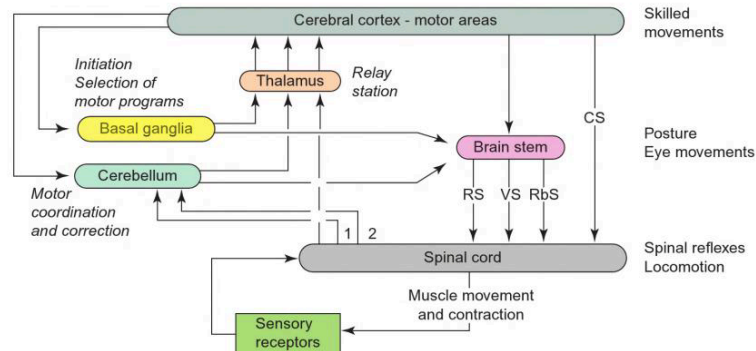 Cerebral cortex - motor areas
Skilled
movements
Initiation
Selection of
motor programs
Thalamus
Relay
station
Basal ganglia
CS
Posture
Eye movements
Brain stem
Cerebellum
RS
VS
RbS
Motor
coordination
and correction
1
2
Spinal cord
Spinal reflexes
Locomotion
Muscle movement
and contraction
Sensory
receptors